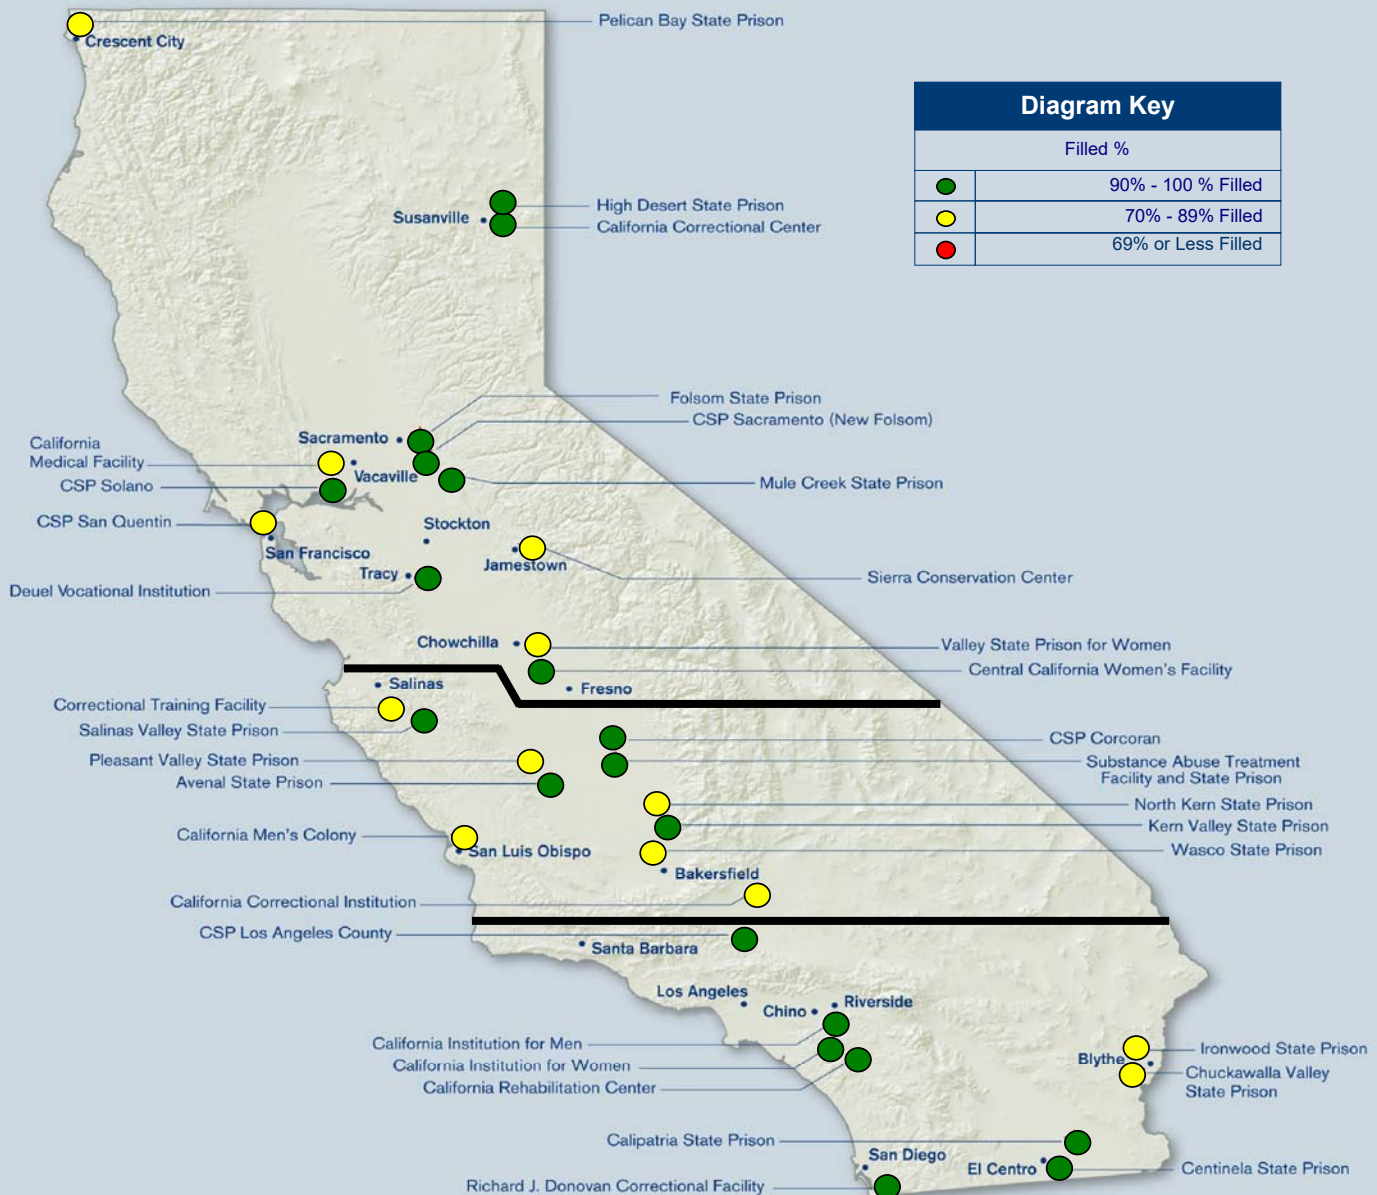 Pelican Bay State Prison
Crescent City
Diagram Key
Filled %
90% - 100 % Filled
70% - 89% Filled
69% or Less Filled
High Desert State Prison
Susanville
California Correctional Center
Folsom State Prison
CSP Sacramento (New Folsom)
Sacramento
California
Medical Facility
Vacaville
CSP Solano
Mule Creek State Prison
CSP San Quentin
Stockton
San Francisco
Jamestown
Tracy
Sierra Conservation Center
Deuel Vocational Institution
Chowchilla
Valley State Prison for Women
Central California Women's Facility
Salinas
Fresno
Correctional Training Facility
Salinas Valley State Prison
CSP Corcoran
Pleasant Valley State Prison
Substance Abuse Treatment
Facility and State Prison
Avenal State Prison
North Kern State Prison
Kern Valley State Prison
California Men's Colony
San Luis Obispo
Wasco State Prison
Bakersfield
California Correctional Institution
CSP Los Angeles County
Santa Barbara
Los Angeles
Riverside
Chino
California Institution for Men
Ironwood State Prison
Blythe
California Institution for Women
Chuckawalla Valley
State Prison
California Rehabilitation Center
Calipatria State Prison
San Diego
El Centro
Centinela State Prison
Richard J. Donovan Correctional Facility